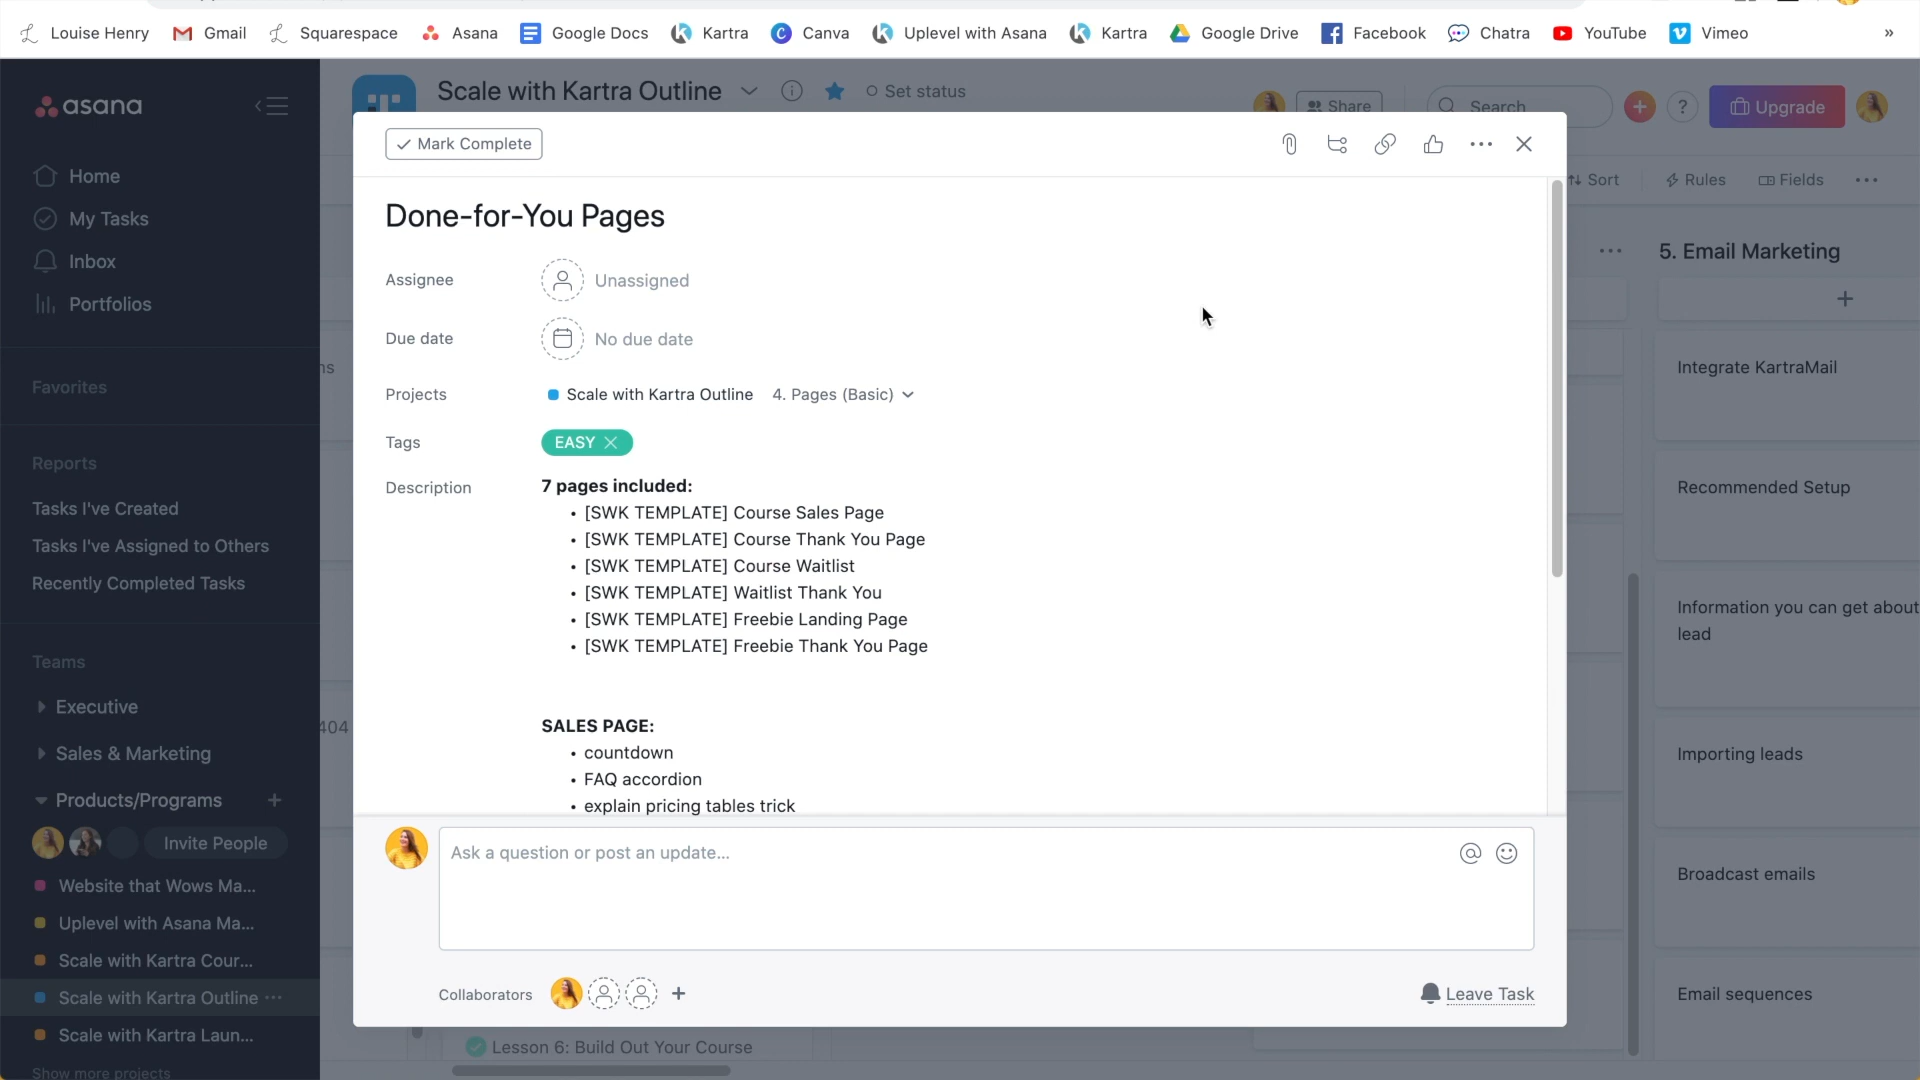 Louise Henry
Gmail
Squarespace
Asana
Google Docs
Kartra
Canva
Uplevel with Asana
Kartra
Google Drive
Facebook
Chatra
YouTube
Vimeo
»
asana
Scale with Kartra Outline
Set status
Share
Search
Upgrade
Mark Complete
Home
My Tasks
Inbox
Portfolios
Favorites
Reports
Tasks I've Created
Tasks I've Assigned to Others
Recently Completed Tasks
Teams
Executive
Sales & Marketing
Products/Programs
Invite People
Website that Wows Ma...
Uplevel with Asana Ma...
Scale with Kartra Cour...
Scale with Kartra Outline
Scale with Kartra Laun...
Show more projects
Done-for-You Pages
Assignee
Unassigned
Due date
No due date
Projects
Scale with Kartra Outline 4. Pages (Basic)
Tags
EASY
Description
7 pages included:
• [SWK TEMPLATE] Course Sales Page
• [SWK TEMPLATE] Course Thank You Page
• [SWK TEMPLATE] Course Waitlist
• [SWK TEMPLATE] Waitlist Thank You
• [SWK TEMPLATE] Freebie Landing Page
• [SWK TEMPLATE] Freebie Thank You Page
SALES PAGE:
• countdown
• FAQ accordion
• explain pricing tables trick
Ask a question or post an update...
Collaborators
Leave Task
404
Lesson 6: Build Out Your Course
Sort
Rules
Fields
5. Email Marketing
Integrate KartraMail
Recommended Setup
Information you can get about
lead
Importing leads
Broadcast emails
Email sequences